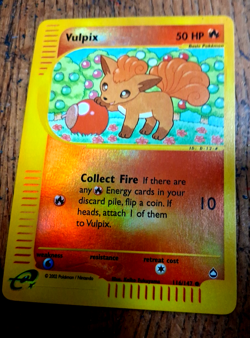 Vulpix 50 HP
Basic Pokémon
Collect Fire If there are
any Energy cards in your
discard pile, flip a coin. If
heads, attach 1 of them
to Vulpix.
10
weakness resistance retreat cost
e